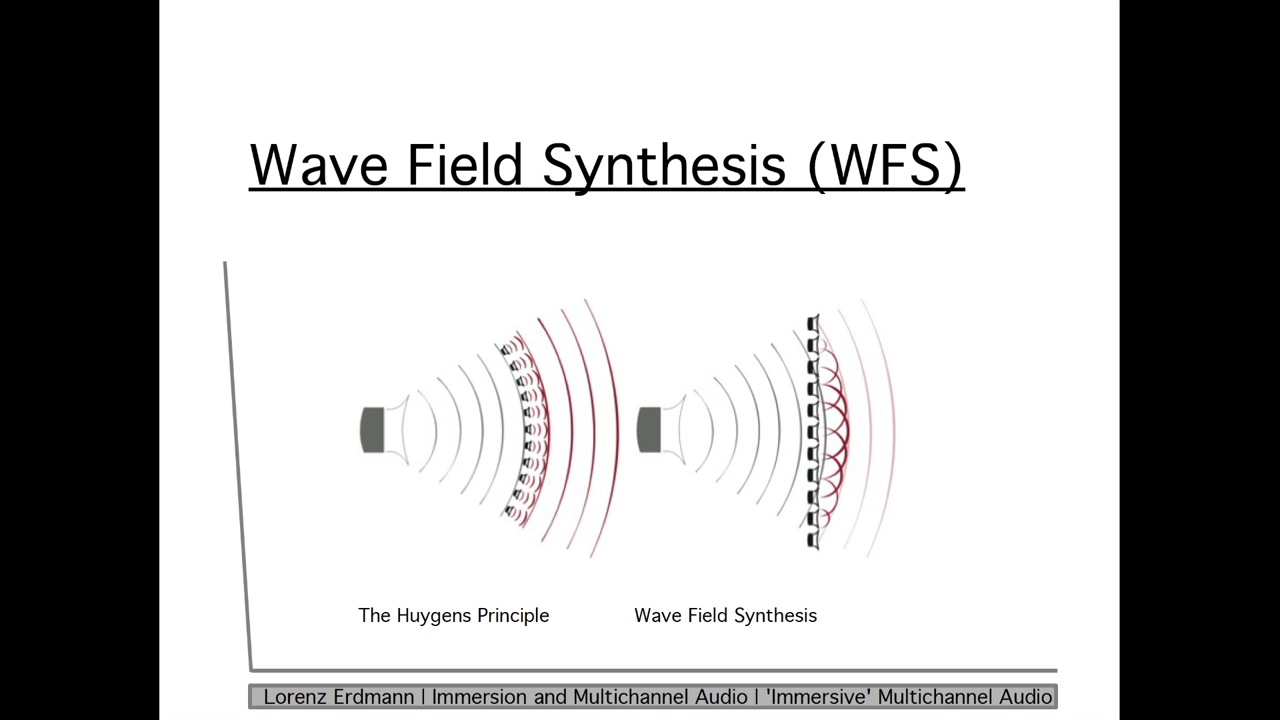 Wave Field Synthesis (WFS)
The Huygens Principle
Wave Field Synthesis
Lorenz Erdmann | Immersion and Multichannel Audio | 'Immersive' Multichannel Audio